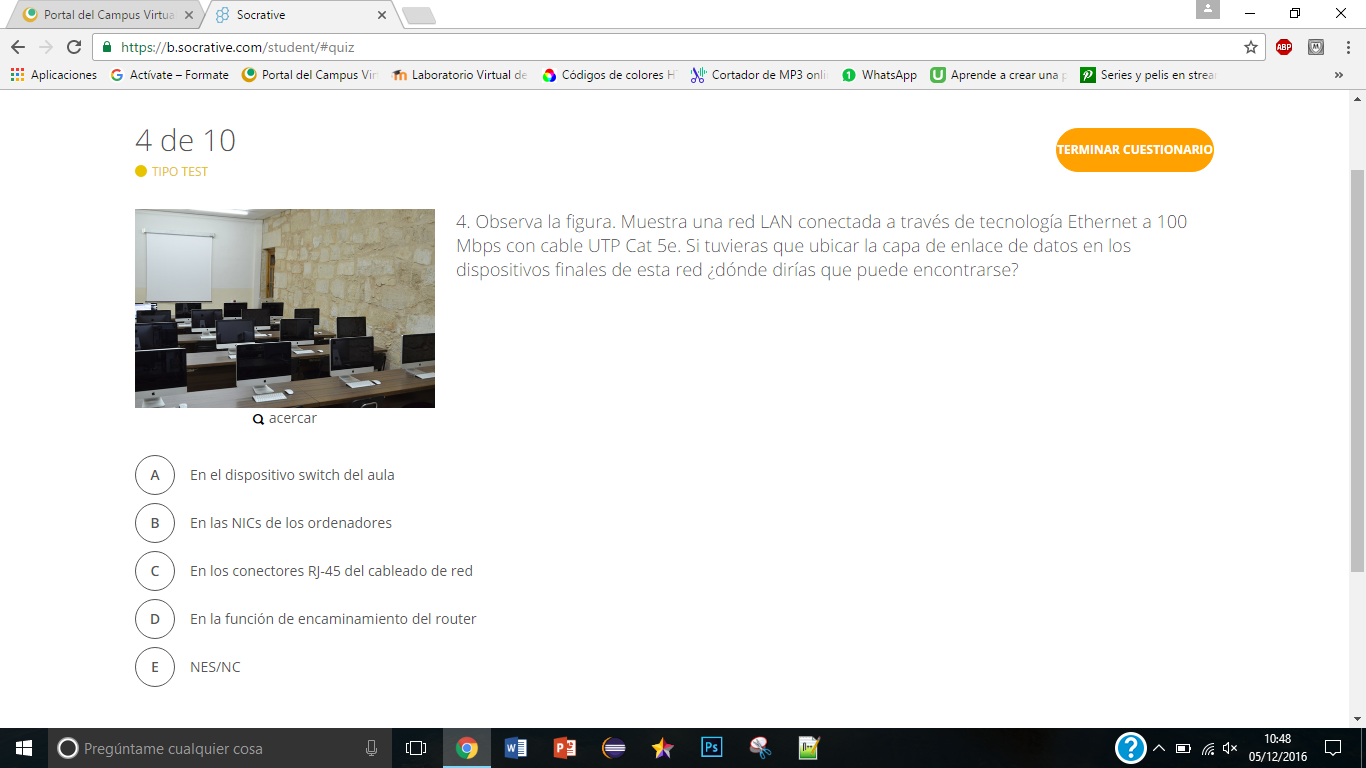 Portal del Campus Virtua
Socrative
https://b.socrative.com/student/#quiz
ABP
Aplicaciones
Actívate – Formate
Portal del Campus Vir
Laboratorio Virtual de
Códigos de colores H
Cortador de MP3 onli
1
WhatsApp
Aprende a crear una p
Series y pelis en strea
»
4 de 10
TERMINAR CUESTIONARIO
TIPO TEST
4. Observa la figura. Muestra una red LAN conectada a través de tecnología Ethernet a 100
Mbps con cable UTP Cat 5e. Si tuvieras que ubicar la capa de enlace de datos en los
dispositivos finales de esta red ¿dónde dirías que puede encontrarse?
acercar
A En el dispositivo switch del aula
B En las NICs de los ordenadores
C En los conectores RJ-45 del cableado de red
D En la función de encaminamiento del router
E NES/NC
Pregúntame cualquier cosa
10:48
05/12/2016